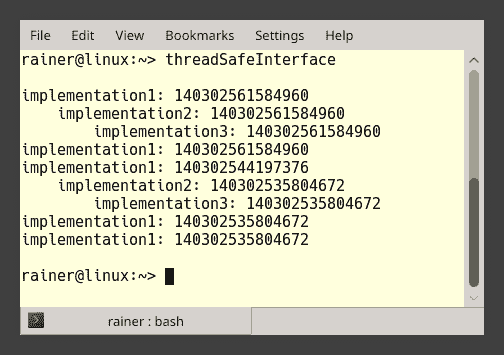 File Edit View Bookmarks Settings Help
rainer@linux:~> threadSafeInterface
implementation1: 140302561584960
    implementation2: 140302561584960
        implementation3: 140302561584960
implementation1: 140302561584960
implementation1: 140302544197376
    implementation2: 140302535804672
        implementation3: 140302535804672
implementation1: 140302535804672
implementation1: 140302535804672
rainer@linux:~>
rainer : bash